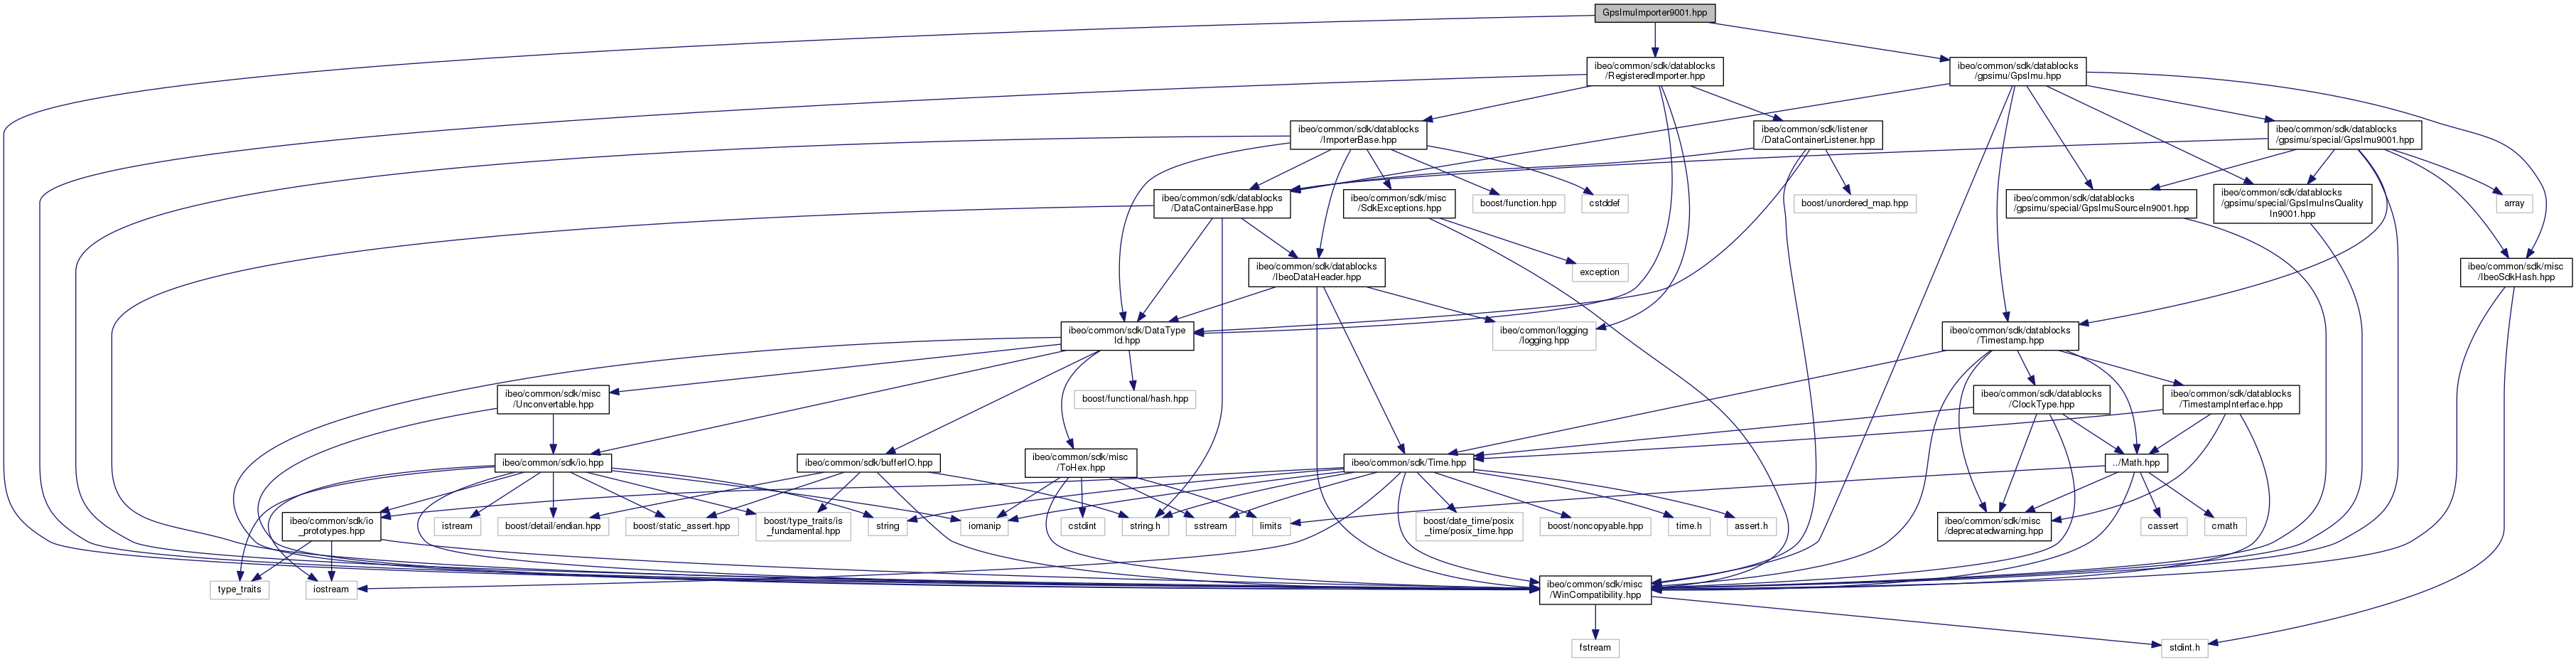 GpsImuImporter9001.hpp
ibeo/common/sdk/datablocks
/RegisteredImporter.hpp
ibeo/common/sdk/datablocks
/gpsimu/GpsImu.hpp
ibeo/common/sdk/datablocks
/ImporterBase.hpp
ibeo/common/sdk/listener
/DataContainerListener.hpp
ibeo/common/sdk/datablocks
/gpsimu/special/GpsImu9001.hpp
ibeo/common/sdk/datablocks
/DataContainerBase.hpp
ibeo/common/sdk/misc
/SdkExceptions.hpp
boost/function.hpp
cstddef
boost/unordered_map.hpp
ibeo/common/sdk/datablocks
/gpsimu/special/GpsImuSourceIn9001.hpp
ibeo/common/sdk/datablocks
/gpsimu/special/GpsImuInsQuality
In9001.hpp
array
ibeo/common/sdk/datablocks
/IbeoDataHeader.hpp
exception
ibeo/common/sdk/misc
/IbeoSdkHash.hpp
ibeo/common/sdk/DataType
Id.hpp
ibeo/common/logging
/logging.hpp
ibeo/common/sdk/datablocks
/Timestamp.hpp
ibeo/common/sdk/misc
/Unconvertable.hpp
boost/functional/hash.hpp
ibeo/common/sdk/datablocks
/ClockType.hpp
ibeo/common/sdk/datablocks
/TimestampInterface.hpp
ibeo/common/sdk/io.hpp
ibeo/common/sdk/bufferIO.hpp
ibeo/common/sdk/misc
/ToHex.hpp
ibeo/common/sdk/Time.hpp
../Math.hpp
ibeo/common/sdk/io
_prototypes.hpp
istream
boost/detail/endian.hpp
boost/static_assert.hpp
boost/type_traits/is
_fundamental.hpp
string
iomanip
cstdint
string.h
sstream
limits
boost/date_time/posix
_time/posix_time.hpp
boost/noncopyable.hpp
time.h
assert.h
ibeo/common/sdk/misc
/deprecatedwarning.hpp
cassert
cmath
type_traits
iostream
ibeo/common/sdk/misc
/WinCompatibility.hpp
fstream
stdint.h